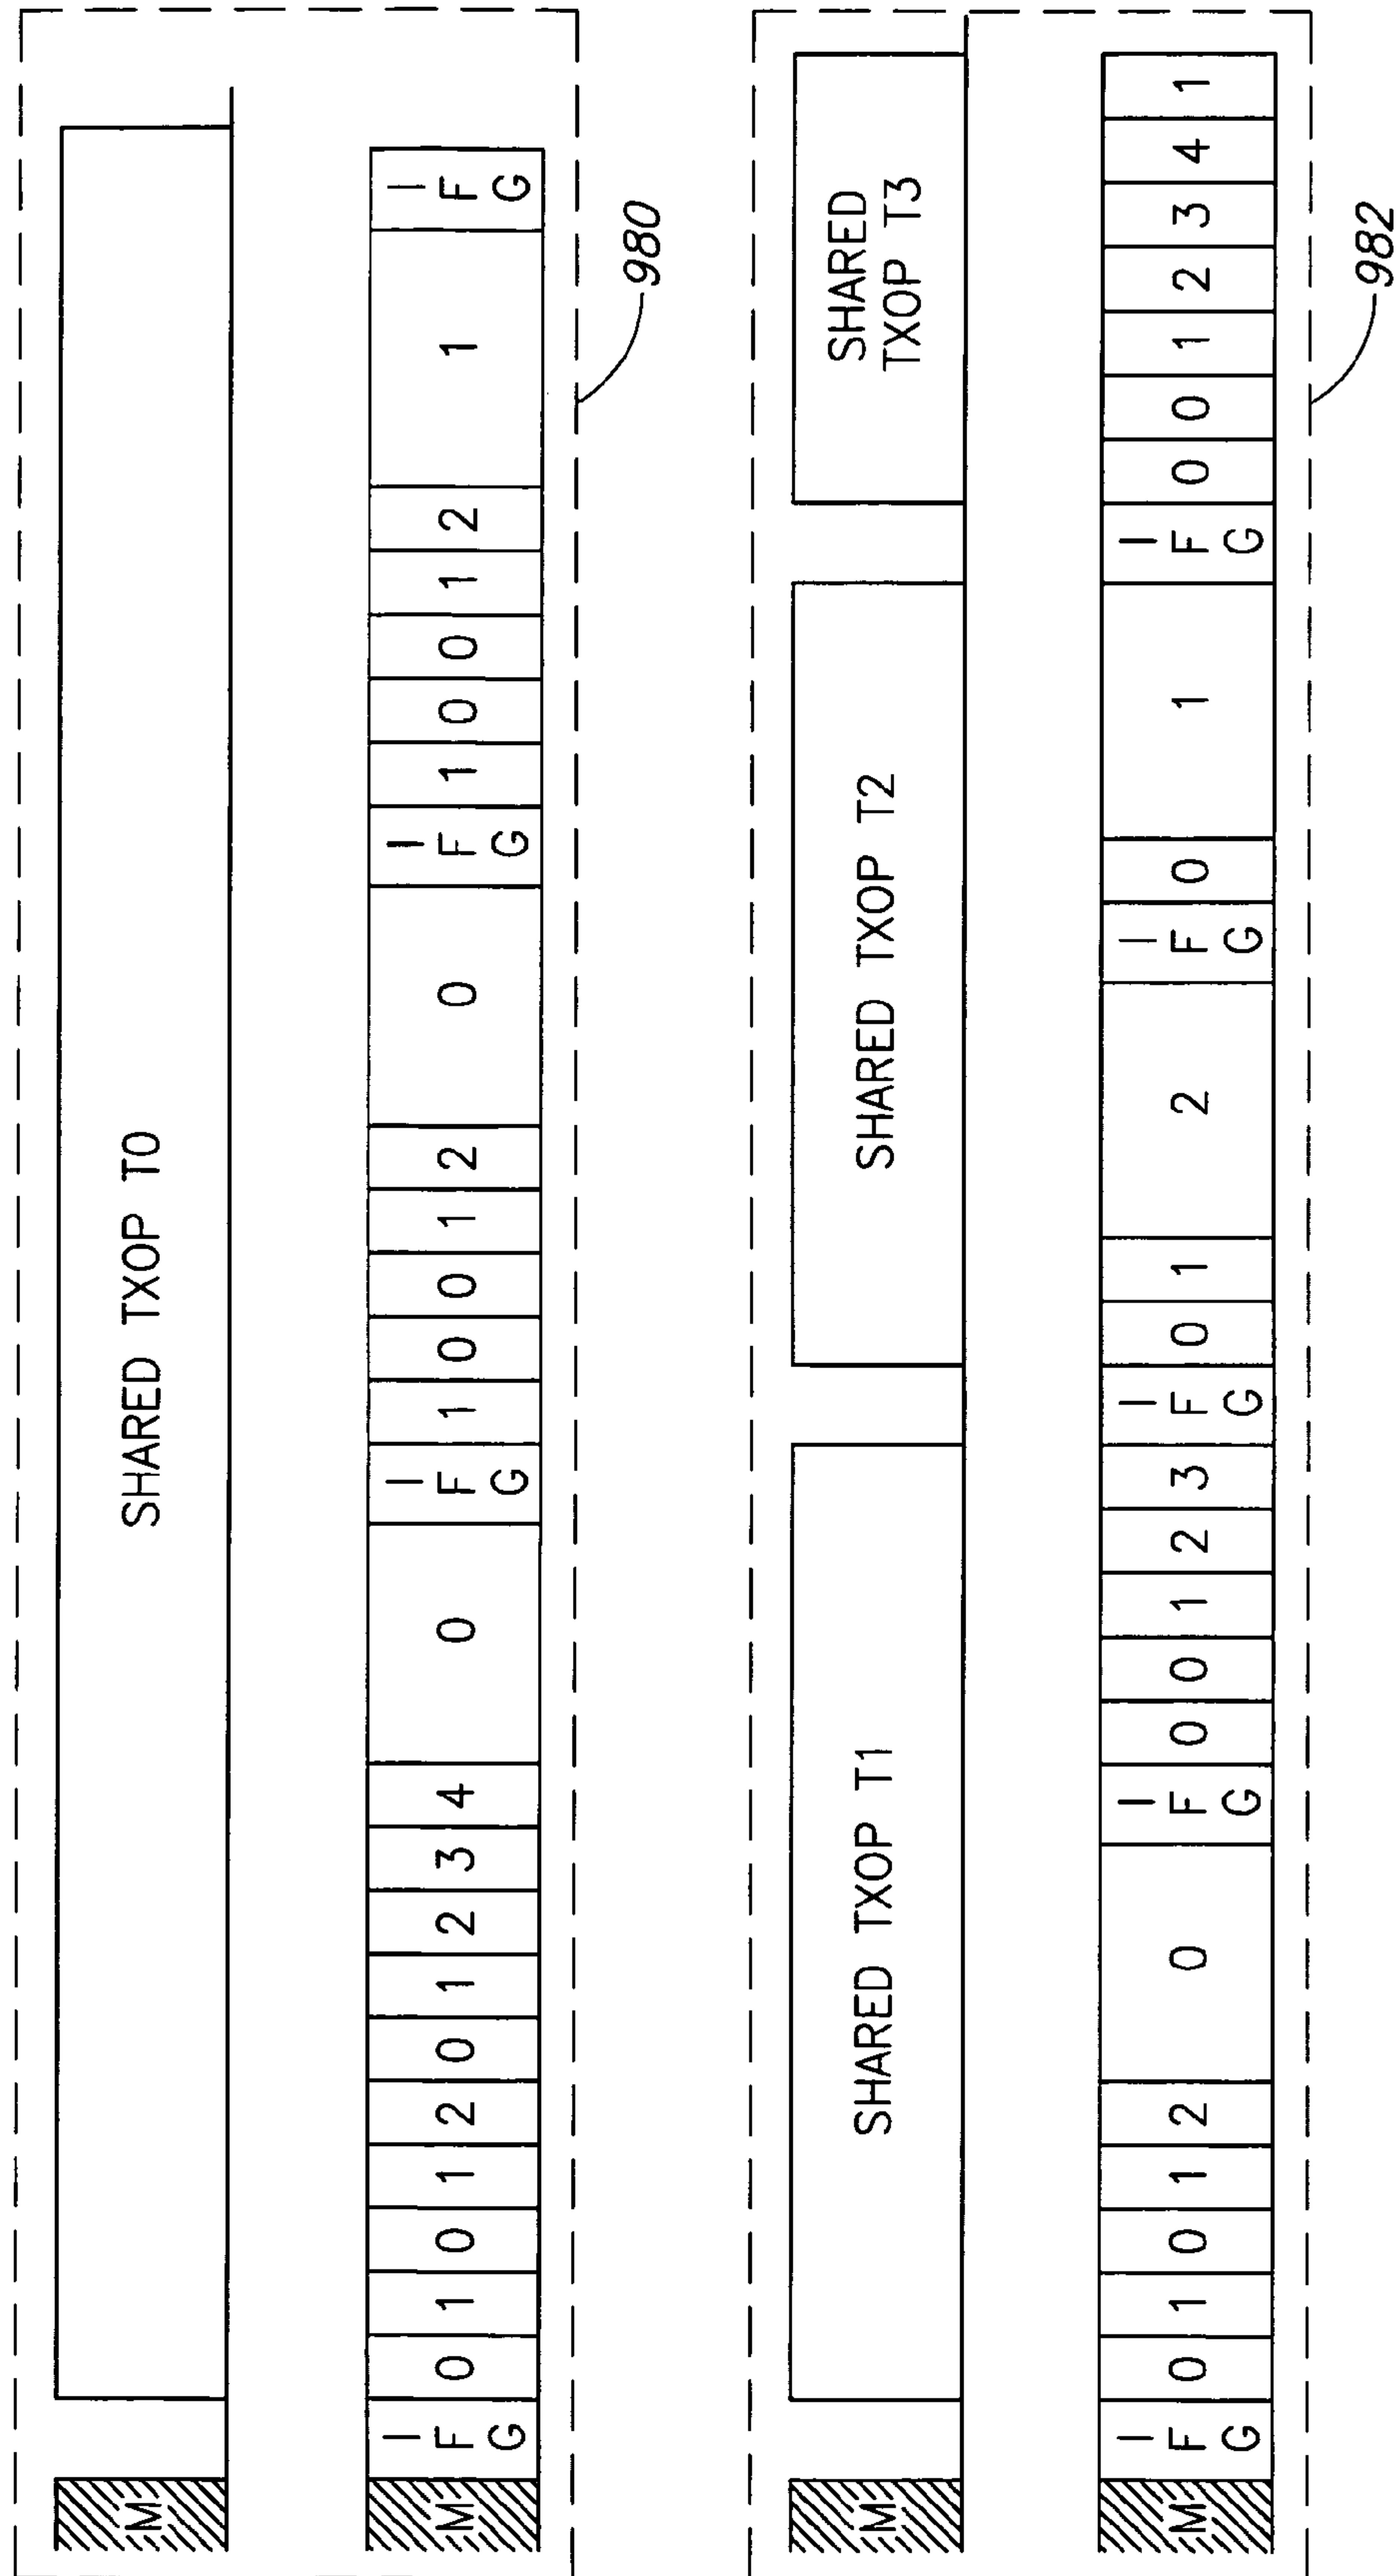 M SHARED TXOP T0
M IFG 0 1 0 1 2 0 1 2 3 4 0 IFG 1 0 0 1 2 0 IFG 1 0 0 1 2 1 IFG
980
M SHARED TXOP T1 SHARED TXOP T2 SHARED
TXOP T3
M IFG 0 1 0 1 2 0 IFG 0 0 1 2 3 IFG 0 1 2 IFG 0 1 IFG 0 0 1 2 3 4 1
982